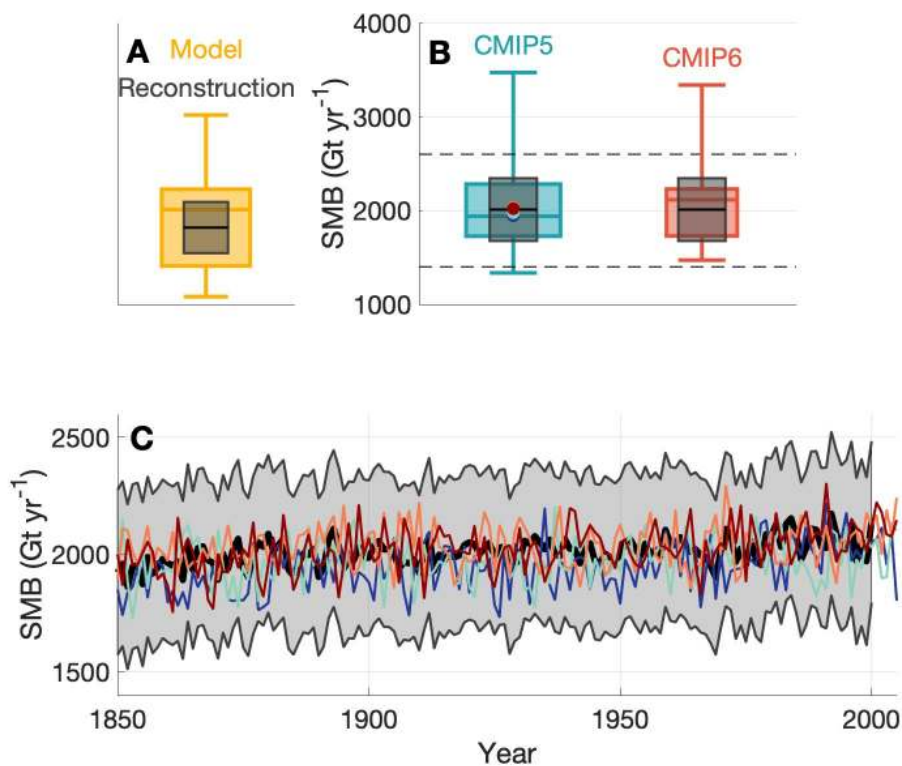 A
Model
Reconstruction
B
CMIP5
CMIP6
4000
3000
2000
1000
SMB (Gt yr-1)
C
2500
2000
1500
SMB (Gt yr-1)
1850
1900
1950
2000
Year